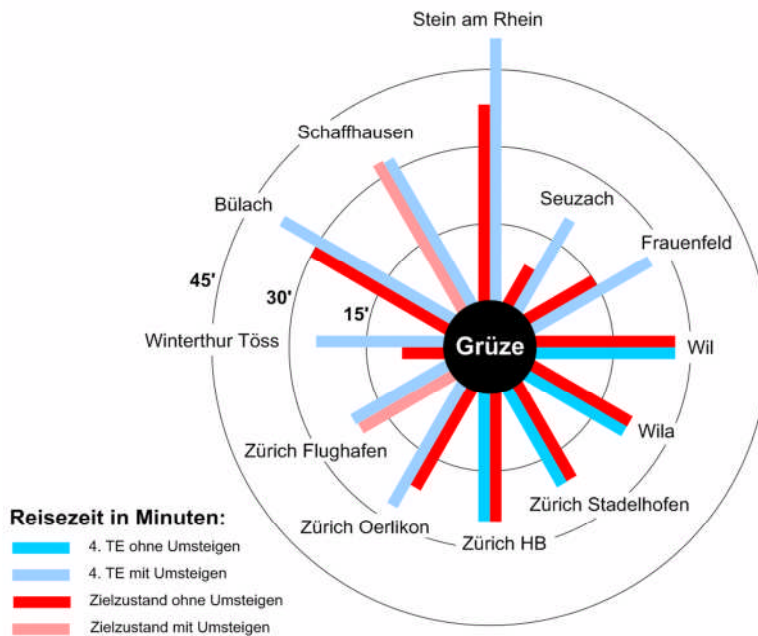 Stein am Rhein
Schaffhausen
Seuzach
Bülach
Frauenfeld
45'
30'
15'
Winterthur Töss
Grüze
Wil
Wila
Zürich Flughafen
Zürich Stadelhofen
Zürich Oerlikon
Zürich HB
Reisezeit in Minuten:
4. TE ohne Umsteigen
4. TE mit Umsteigen
Zielzustand ohne Umsteigen
Zielzustand mit Umsteigen